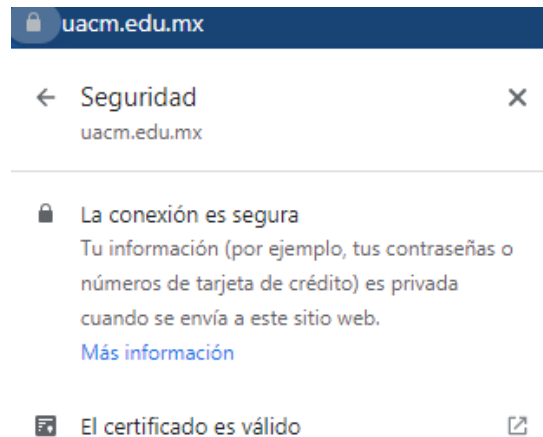 uacm.edu.mx
Seguridad
uacm.edu.mx
La conexión es segura
Tu información (por ejemplo, tus contraseñas o
números de tarjeta de crédito) es privada
cuando se envía a este sitio web.
Más información
El certificado es válido